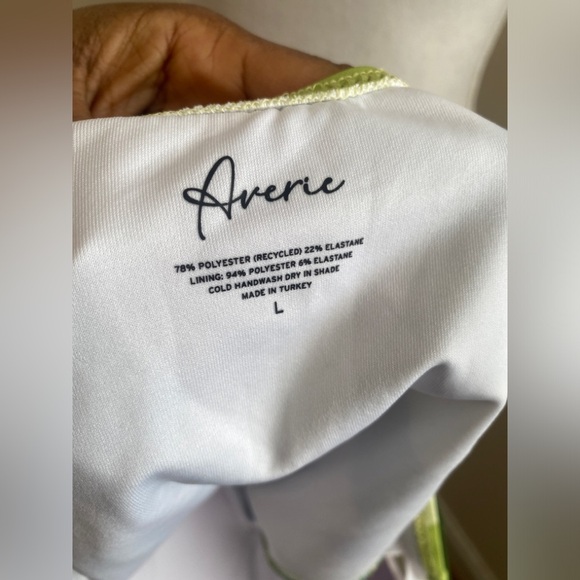 Averie
78% POLYESTER (RECYCLED) 22% ELASTANE
LINING: 94% POLYESTER 6% ELASTANE
COLD HANDWASH DRY IN SHADE
MADE IN TURKEY
L